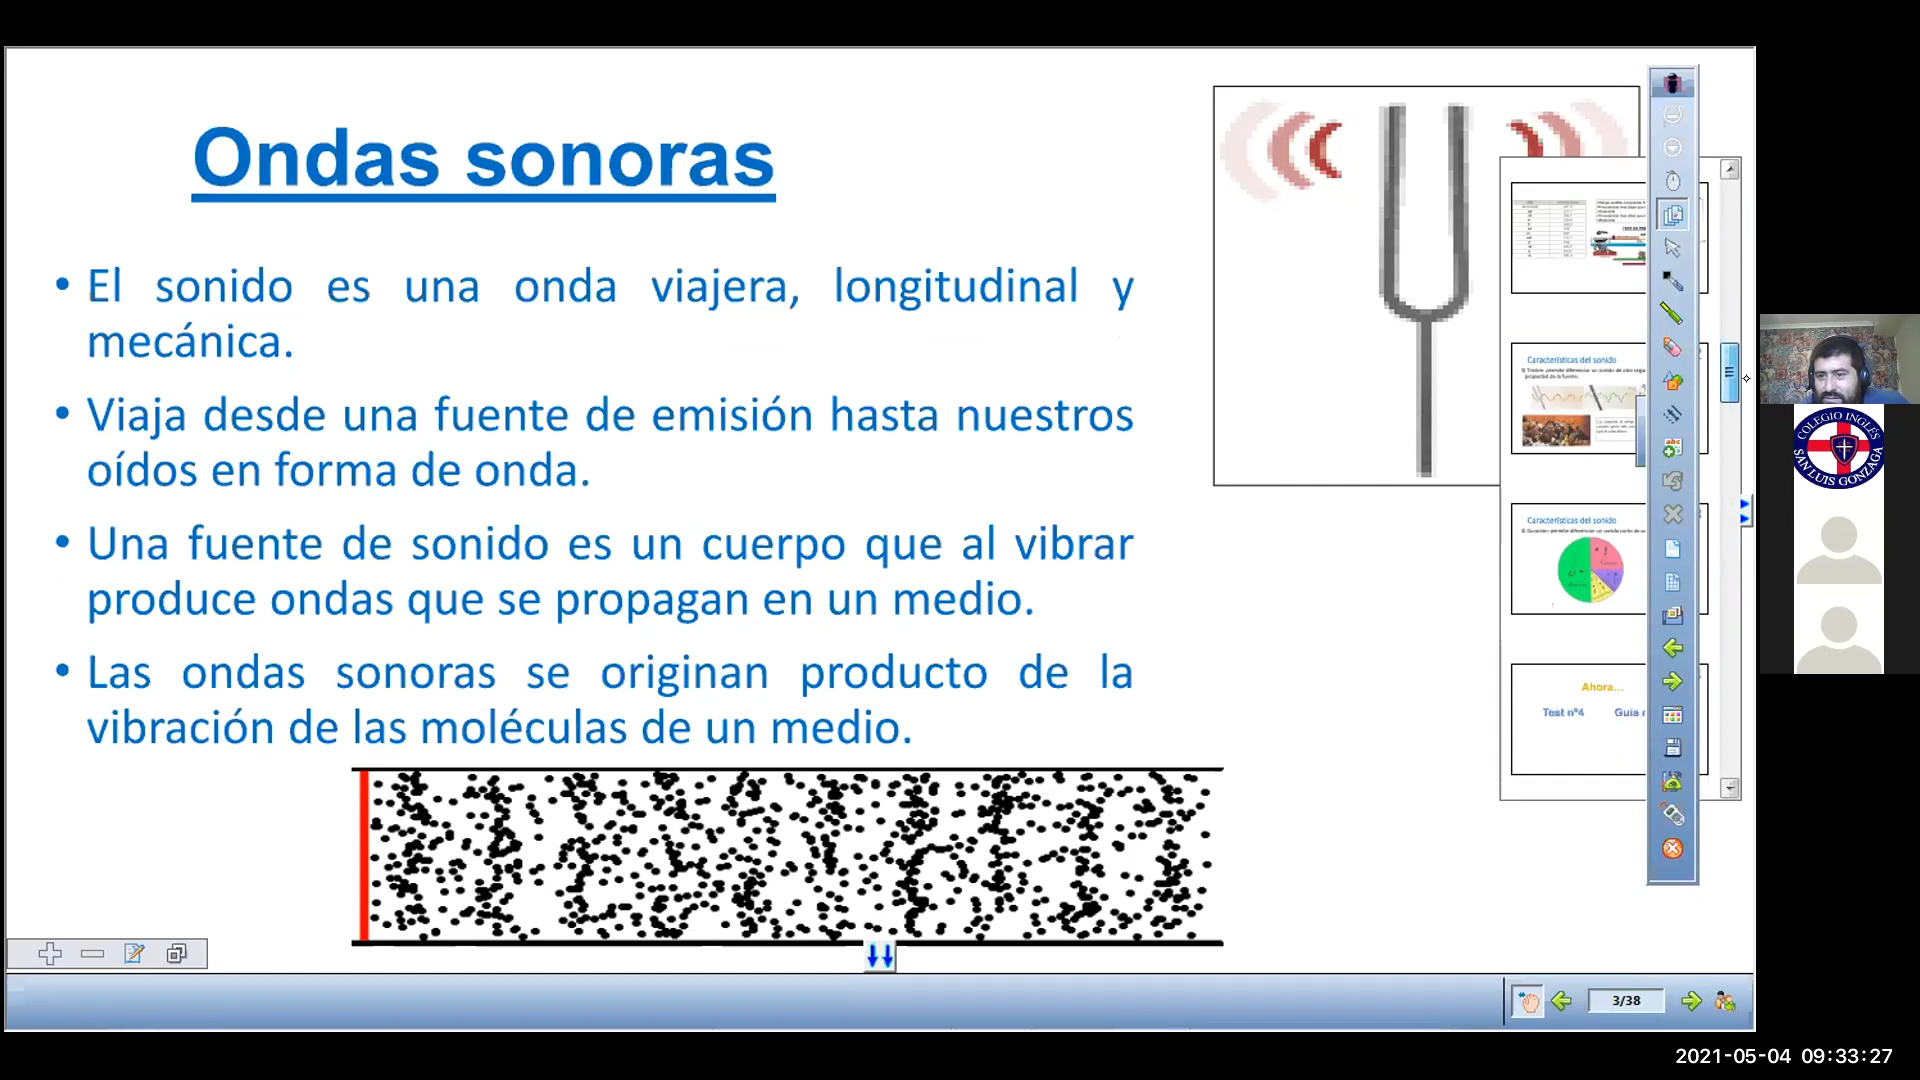 Ondas sonoras
• El sonido es una onda viajera, longitudinal y
mecánica.
• Viaja desde una fuente de emisión hasta nuestros
oídos en forma de onda.
• Una fuente de sonido es un cuerpo que al vibrar
produce ondas que se propagan en un medio.
• Las ondas sonoras se originan producto de la
vibración de las moléculas de un medio.
Características del sonido
Características del sonido
Ahora...
Test nº4
Guía
abc
COLEGIO INGLÉS
SAN LUIS GONZAGA
3/38
2021-05-04 09:33:27